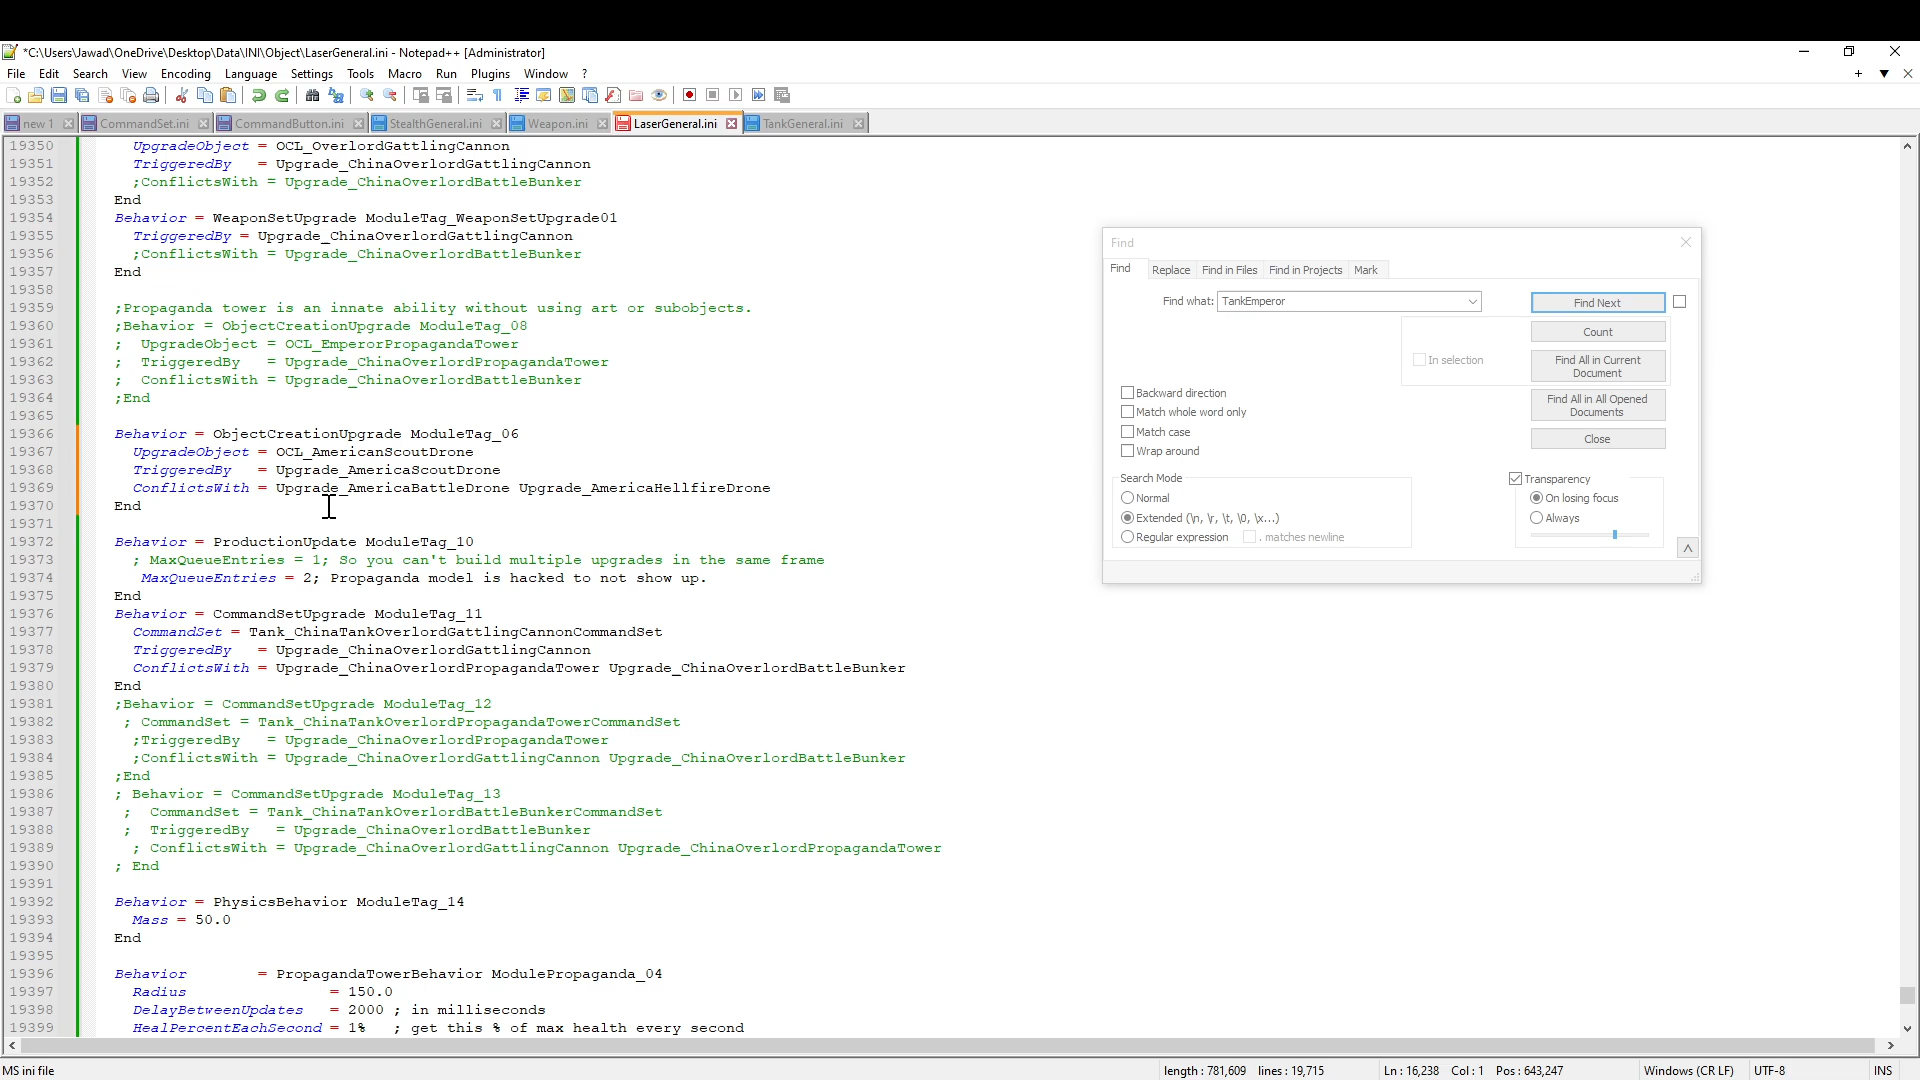 *C:\Users\Jawad\OneDrive\Desktop\Data\INI\Object\LaserGeneral.ini - Notepad++ [Administrator]
File Edit Search View Encoding Language Settings Tools Macro Run Plugins Window ?
new 1 CommandSet.ini CommandButton.ini StealthGeneral.ini Weapon.ini LaserGeneral.ini TankGeneral.ini
19350 UpgradeObject = OCL_OverlordGattlingCannon
19351 TriggeredBy = Upgrade_ChinaOverlordGattlingCannon
19352 ;ConflictsWith = Upgrade_ChinaOverlordBattleBunker
19353 End
19354 Behavior = WeaponSetUpgrade ModuleTag_WeaponSetUpgrade01
19355 TriggeredBy = Upgrade_ChinaOverlordGattlingCannon
19356 ;ConflictsWith = Upgrade_ChinaOverlordBattleBunker
19357 End
19358
19359 ;Propaganda tower is an innate ability without using art or subobjects.
19360 ;Behavior = ObjectCreationUpgrade ModuleTag_08
19361 ; UpgradeObject = OCL_EmperorPropagandaTower
19362 ; TriggeredBy = Upgrade_ChinaOverlordPropagandaTower
19363 ; ConflictsWith = Upgrade_ChinaOverlordBattleBunker
19364 ;End
19365
19366 Behavior = ObjectCreationUpgrade ModuleTag_06
19367 UpgradeObject = OCL_AmericanScoutDrone
19368 TriggeredBy = Upgrade_AmericaScoutDrone
19369 ConflictsWith = Upgrade_AmericaBattleDrone Upgrade_AmericaHellfireDrone
19370 End
19371
19372 Behavior = ProductionUpdate ModuleTag_10
19373 ; MaxQueueEntries = 1; So you can't build multiple upgrades in the same frame
19374 MaxQueueEntries = 2; Propaganda model is hacked to not show up.
19375 End
19376 Behavior = CommandSetUpgrade ModuleTag_11
19377 CommandSet = Tank_ChinaTankOverlordGattlingCannonCommandSet
19378 TriggeredBy = Upgrade_ChinaOverlordGattlingCannon
19379 ConflictsWith = Upgrade_ChinaOverlordPropagandaTower Upgrade_ChinaOverlordBattleBunker
19380 End
19381 ;Behavior = CommandSetUpgrade ModuleTag_12
19382 ; CommandSet = Tank_ChinaTankOverlordPropagandaTowerCommandSet
19383 ;TriggeredBy = Upgrade_ChinaOverlordPropagandaTower
19384 ;ConflictsWith = Upgrade_ChinaOverlordGattlingCannon Upgrade_ChinaOverlordBattleBunker
19385 ;End
19386 ; Behavior = CommandSetUpgrade ModuleTag_13
19387 ; CommandSet = Tank_ChinaTankOverlordBattleBunkerCommandSet
19388 ; TriggeredBy = Upgrade_ChinaOverlordBattleBunker
19389 ; ConflictsWith = Upgrade_ChinaOverlordGattlingCannon Upgrade_ChinaOverlordPropagandaTower
19390 ; End
19391
19392 Behavior = PhysicsBehavior ModuleTag_14
19393 Mass = 50.0
19394 End
19395
19396 Behavior = PropagandaTowerBehavior ModulePropaganda_04
19397 Radius = 150.0
19398 DelayBetweenUpdates = 2000 ; in milliseconds
19399 HealPercentEachSecond = 1% ; get this % of max health every second
Find
Find Replace Find in Files Find in Projects Mark
Find what: TankEmperor Find Next
Count
In selection Find All in Current Document
Backward direction Find All in All Opened Documents
Match whole word only
Match case Close
Wrap around
Search Mode Transparency
Normal On losing focus
Extended (\n, \r, \t, \0, \x...) Always
Regular expression . matches newline
MS ini file length : 781,609 lines : 19,715 Ln : 16,238 Col : 1 Pos : 643,247 Windows (CR LF) UTF-8 INS